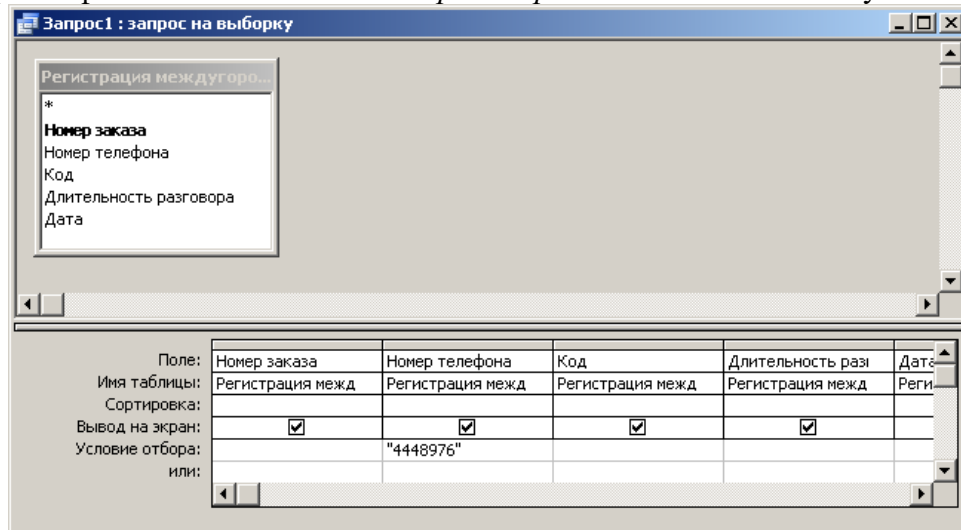 Запрос1 : запрос на выборку
Регистрация междугоро...
*
Номер заказа
Номер телефона
Код
Длительность разговора
Дата
Поле: Номер заказа Номер телефона Код Длительность разг Дата
Имя таблицы: Регистрация межд Регистрация межд Регистрация межд Регистрация межд Реги
Сортировка:
Вывод на экран:
Условие отбора: "4448976"
или: